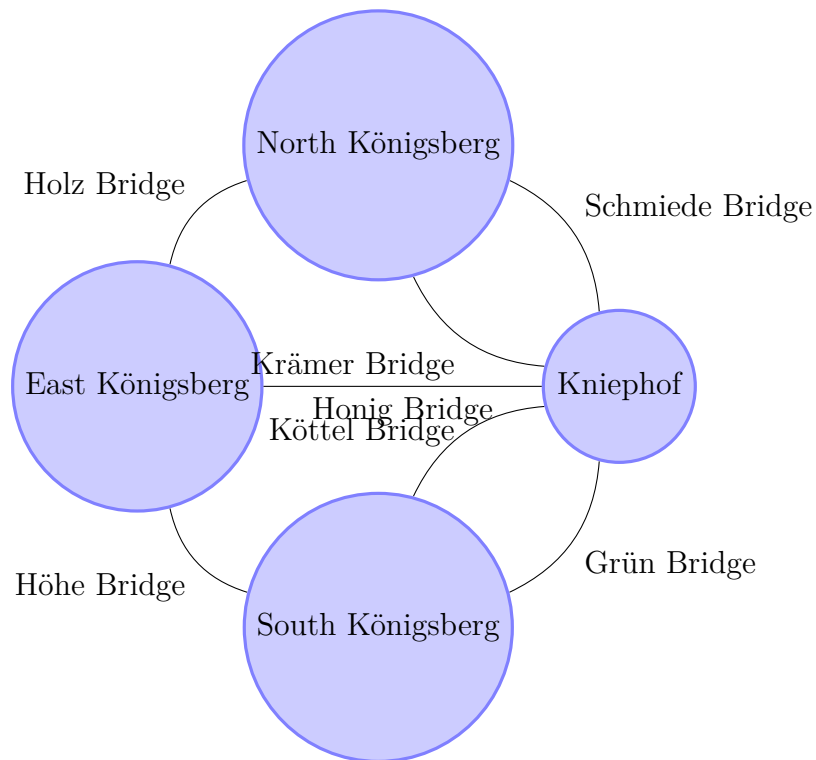 North Königsberg
Holz Bridge
Schmiede Bridge
Krämer Bridge
East Königsberg
Kniephof
Honig Bridge
Köttel Bridge
Grün Bridge
Höhe Bridge
South Königsberg